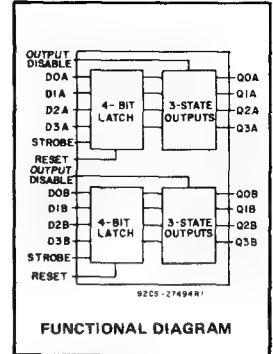 OUTPUT
DISABLE
D0A
D1A
D2A
D3A
STROBE
RESET
4-BIT
LATCH
3-STATE
OUTPUTS
Q0A
Q1A
Q2A
Q3A
OUTPUT
DISABLE
D0B
D1B
D2B
D3B
STROBE
RESET
4-BIT
LATCH
3-STATE
OUTPUTS
Q0B
Q1B
Q2B
Q3B
92CS-27494R1
FUNCTIONAL DIAGRAM